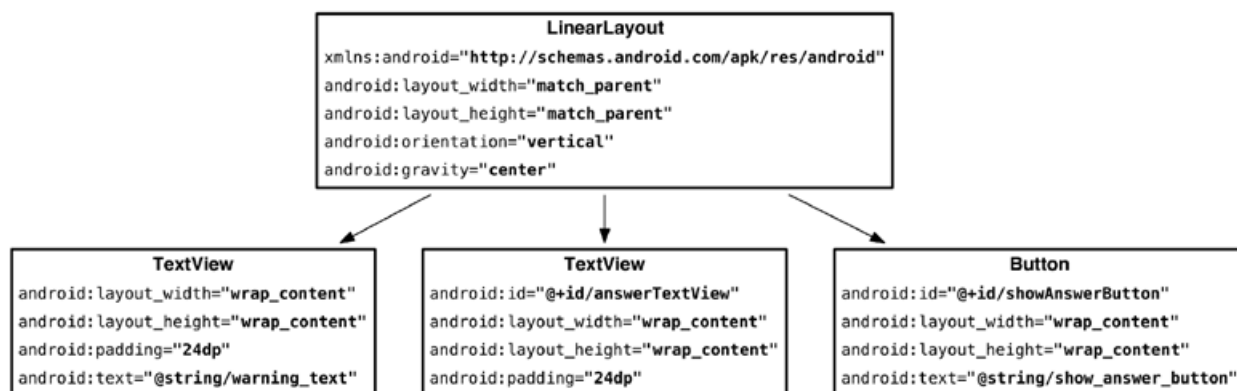 LinearLayout
xmlns:android="http://schemas.android.com/apk/res/android"
android:layout_width="match_parent"
android:layout_height="match_parent"
android:orientation="vertical"
android:gravity="center"
TextView
android:layout_width="wrap_content"
android:layout_height="wrap_content"
android:padding="24dp"
android:text="@string/warning_text"
TextView
android:id="@+id/answerTextView"
android:layout_width="wrap_content"
android:layout_height="wrap_content"
android:padding="24dp"
Button
android:id="@+id/showAnswerButton"
android:layout_width="wrap_content"
android:layout_height="wrap_content"
android:text="@string/show_answer_button"